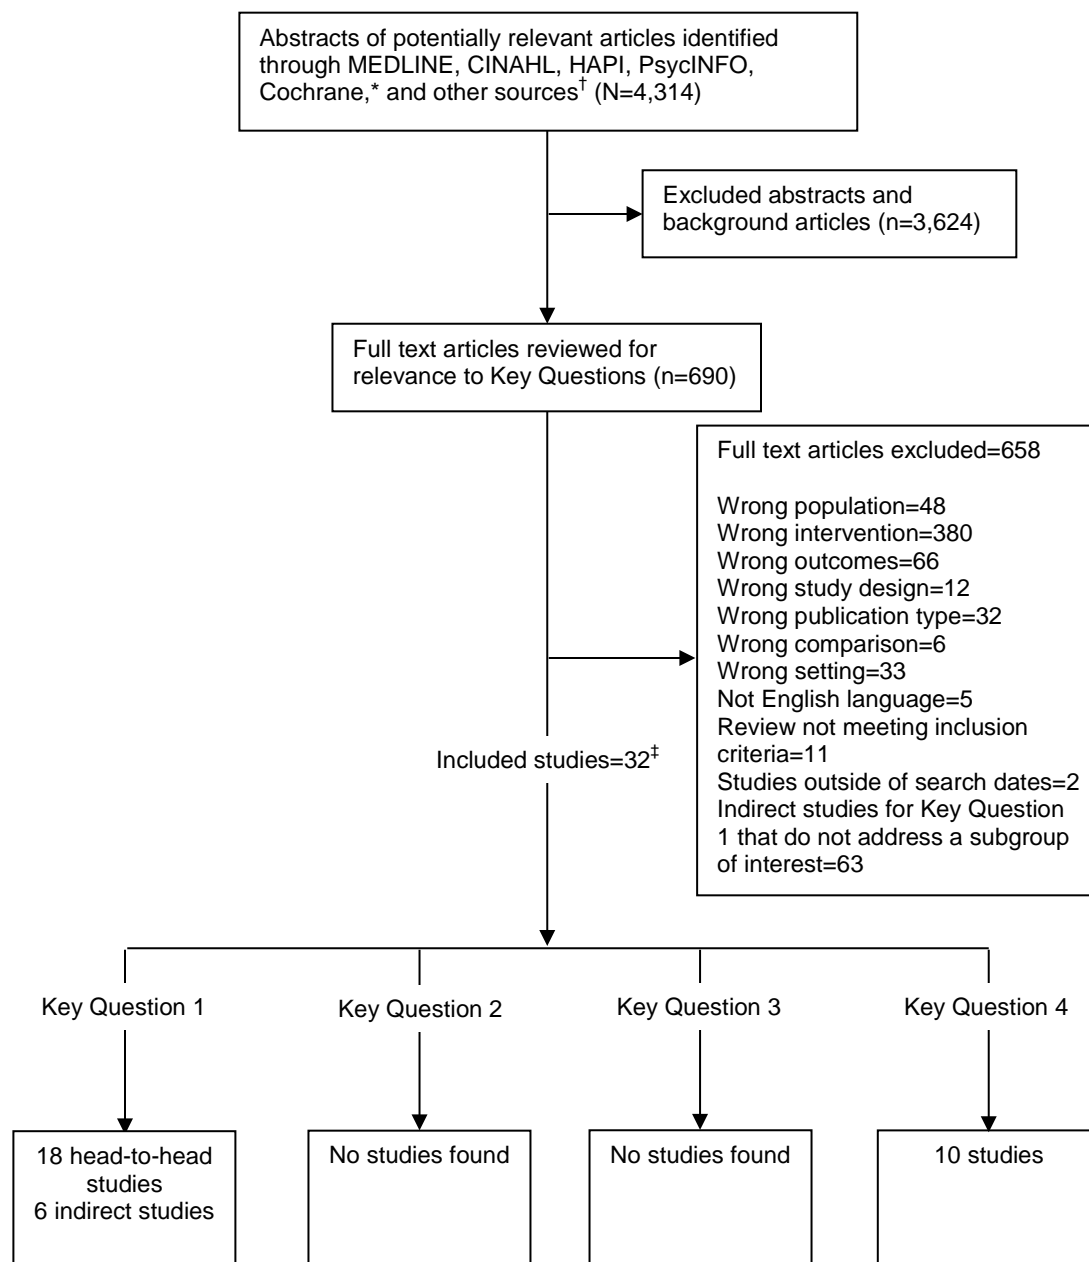 Abstracts of potentially relevant articles identified
through MEDLINE, CINAHL, HAPI, PsycINFO,
Cochrane,* and other sources† (N=4,314)
Excluded abstracts and
background articles (n=3,624)
Full text articles reviewed for
relevance to Key Questions (n=690)
Full text articles excluded=658
Wrong population=48
Wrong intervention=380
Wrong outcomes=66
Wrong study design=12
Wrong publication type=32
Wrong comparison=6
Wrong setting=33
Not English language=5
Review not meeting inclusion
criteria=11
Studies outside of search dates=2
Indirect studies for Key Question
1 that do not address a subgroup
of interest=63
Included studies=32‡
Key Question 1
Key Question 2
Key Question 3
Key Question 4
18 head-to-head
studies
6 indirect studies
No studies found
No studies found
10 studies